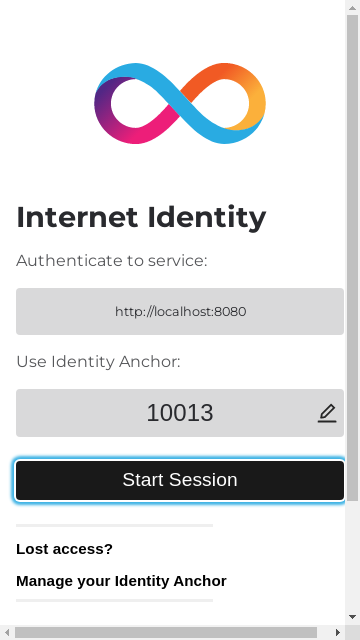 Internet Identity
Authenticate to service:
http://localhost:8080
Use Identity Anchor:
10013
Start Session
Lost access?
Manage your Identity Anchor